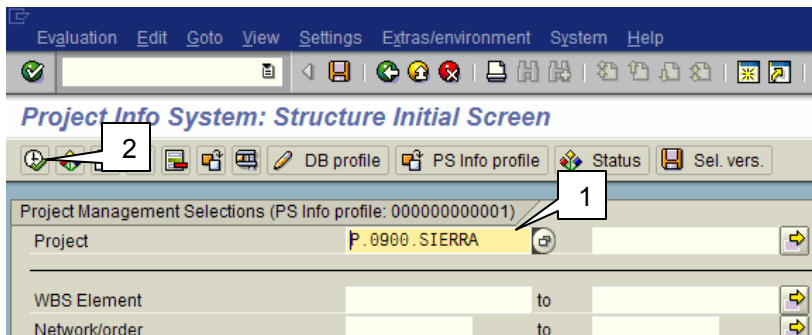 Evaluation Edit Goto View Settings Extras/environment System Help
Project Info System: Structure Initial Screen
2 DB profile PS Info profile Status Sel. vers.
1
Project Management Selections (PS Info profile: 000000000001)
Project P.0900.SIERRA
WBS Element to
Network/order to